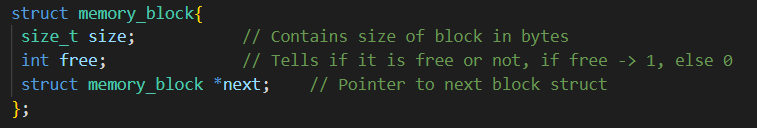 struct memory_block{
size_t size;            // Contains size of block in bytes
int free;               // Tells if it is free or not, if free -> 1, else 0
struct memory_block *next;    // Pointer to next block struct
};